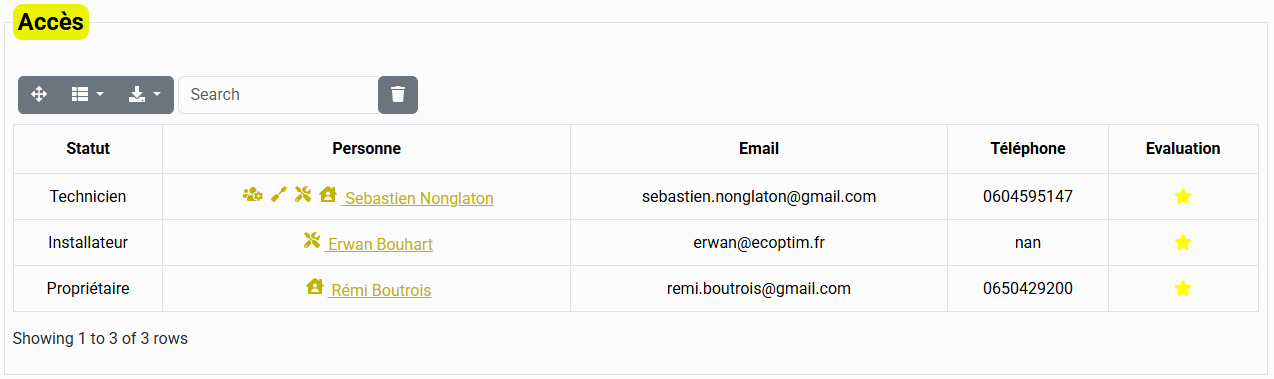 Accès
Search
Statut Personne Email Téléphone Evaluation
Technicien Sebastien Nonglaton sebastien.nonglaton@gmail.com 0604595147
Installateur Erwan Bouhart erwan@ecoptim.fr nan
Propriétaire Rémi Boutrois remi.boutrois@gmail.com 0650429200
Showing 1 to 3 of 3 rows